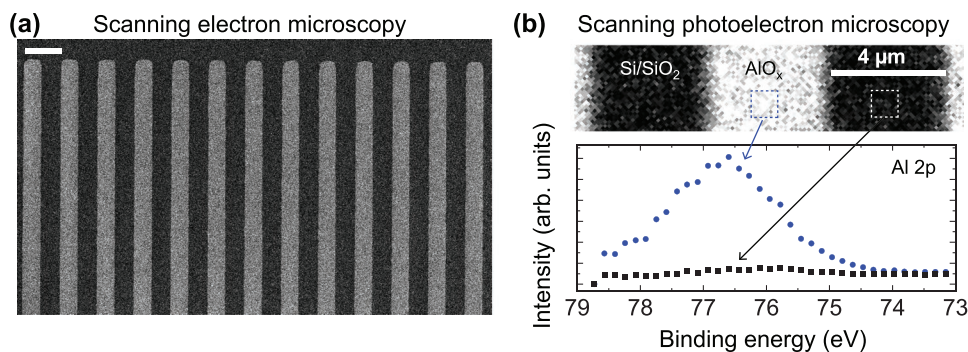 (a) Scanning electron microscopy
(b) Scanning photoelectron microscopy
Si/SiO₂
AlOₓ
4 µm
Al 2p
Intensity (arb. units)
79 78 77 76 75 74 73
Binding energy (eV)